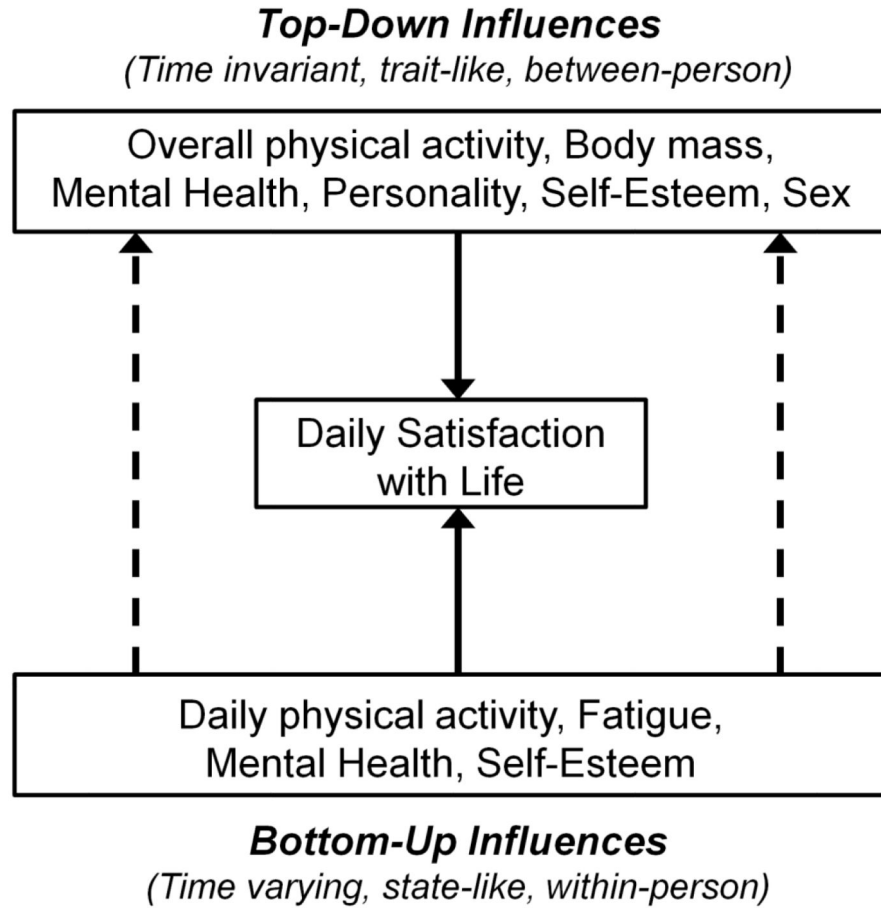 Top-Down Influences
(Time invariant, trait-like, between-person)
Overall physical activity, Body mass,
Mental Health, Personality, Self-Esteem, Sex
Daily Satisfaction
with Life
Daily physical activity, Fatigue,
Mental Health, Self-Esteem
Bottom-Up Influences
(Time varying, state-like, within-person)